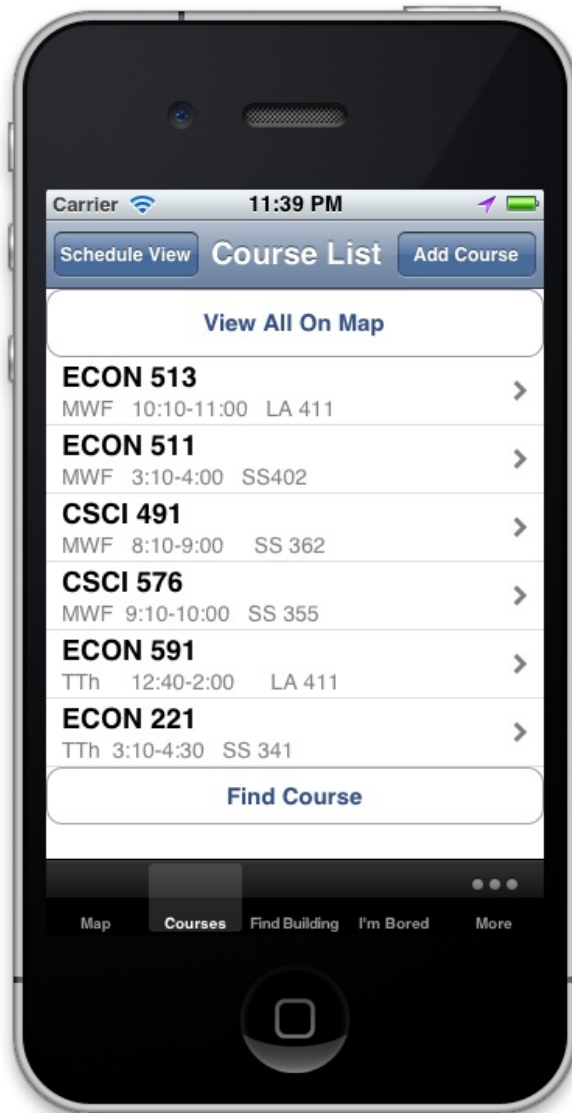 Carrier 11:39 PM
Schedule View Course List Add Course
View All On Map
ECON 513
MWF 10:10-11:00 LA 411
ECON 511
MWF 3:10-4:00 SS402
CSCI 491
MWF 8:10-9:00 SS 362
CSCI 576
MWF 9:10-10:00 SS 355
ECON 591
TTh 12:40-2:00 LA 411
ECON 221
TTh 3:10-4:30 SS 341
Find Course
Map Courses Find Building I'm Bored More